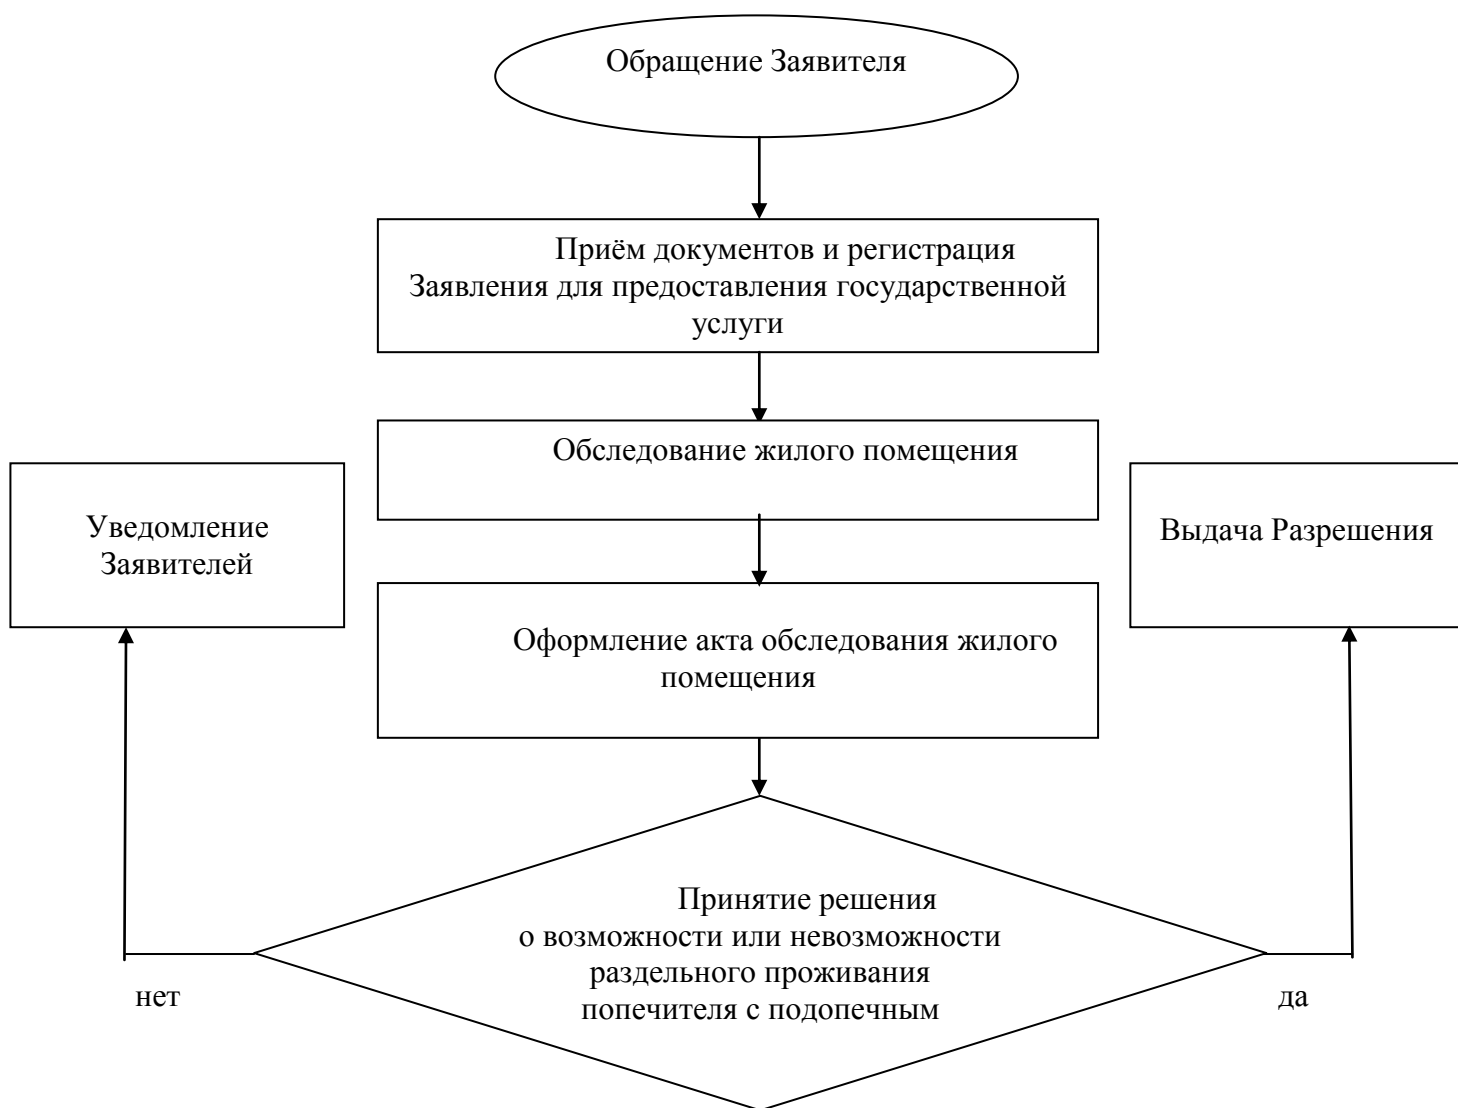 Обращение Заявителя
Приём документов и регистрация
Заявления для предоставления государственной
услуги
Обследование жилого помещения
Уведомление
Заявителей
Выдача Разрешения
Оформление акта обследования жилого
помещения
Принятие решения
о возможности или невозможности
раздельного проживания
попечителя с подопечным
нет
да